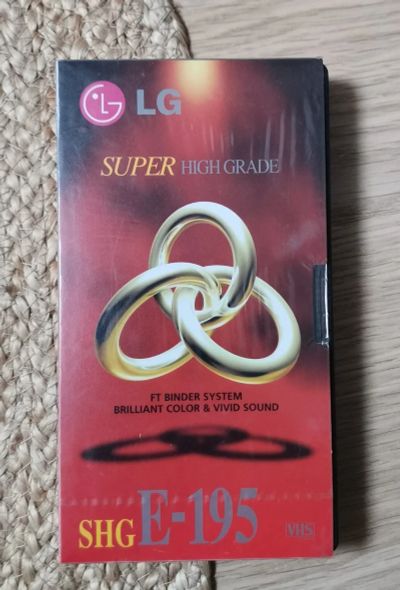 LG
SUPER HIGH GRADE
FT BINDER SYSTEM
BRILLIANT COLOR & VIVID SOUND
SHG E-195
VHS